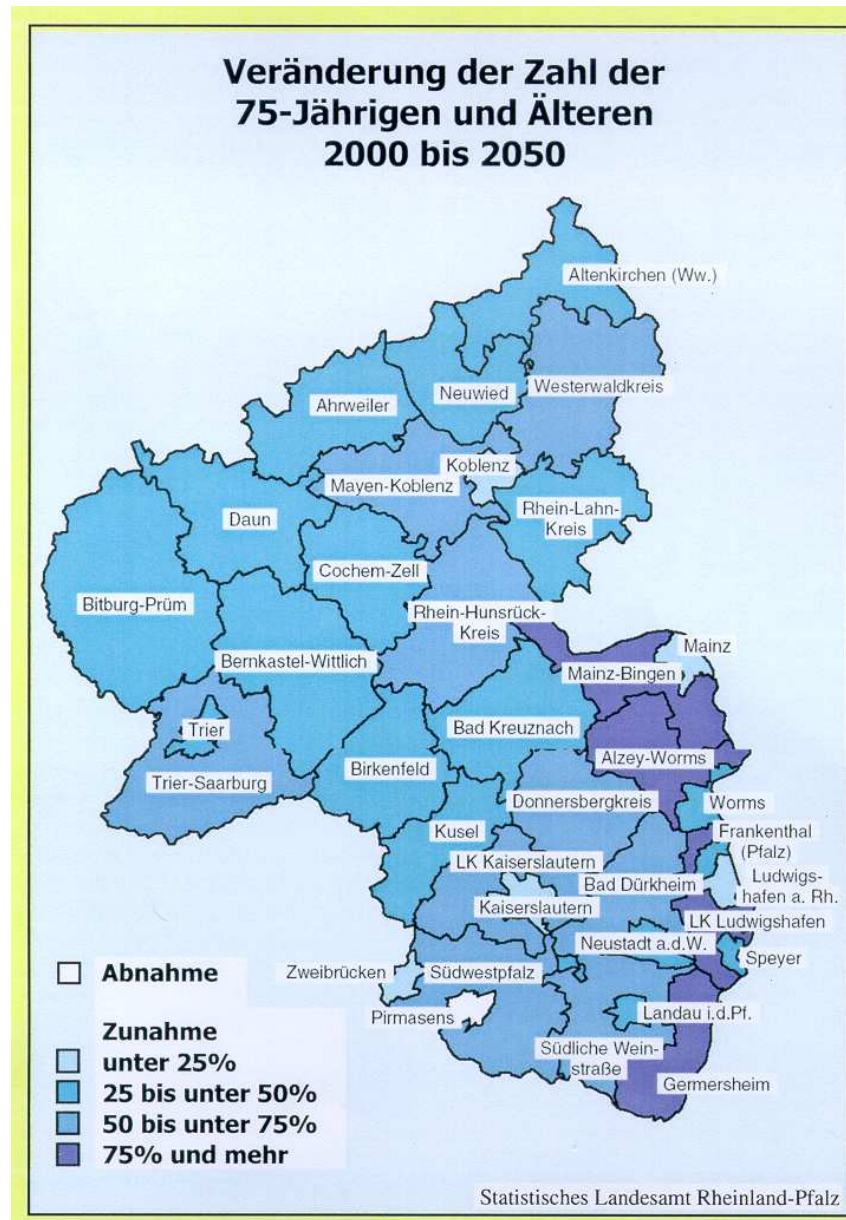 Veränderung der Zahl der
75-Jährigen und Älteren
2000 bis 2050
Altenkirchen (Ww.)
Westerwaldkreis
Neuwied
Ahrweiler
Koblenz
Mayen-Koblenz
Rhein-Lahn-
Kreis
Daun
Cochem-Zell
Bitburg-Prüm
Rhein-Hunsrück-
Kreis
Mainz
Bernkastel-Wittlich
Mainz-Bingen
Trier
Bad Kreuznach
Alzey-Worms
Trier-Saarburg
Birkenfeld
Donnersbergkreis
Worms
Kusel
Frankenthal
(Pfalz)
LK Kaiserslautern
Ludwigs-
hafen a. Rh.
Bad Dürkheim
Kaiserslautern
LK Ludwigshafen
Neustadt a.d.W.
Speyer
Zweibrücken
Südwestpfalz
Pirmasens
Landau i.d.Pf.
Südliche Wein-
straße
Germersheim
Abnahme
Zunahme
unter 25%
25 bis unter 50%
50 bis unter 75%
75% und mehr
Statistisches Landesamt Rheinland-Pfalz